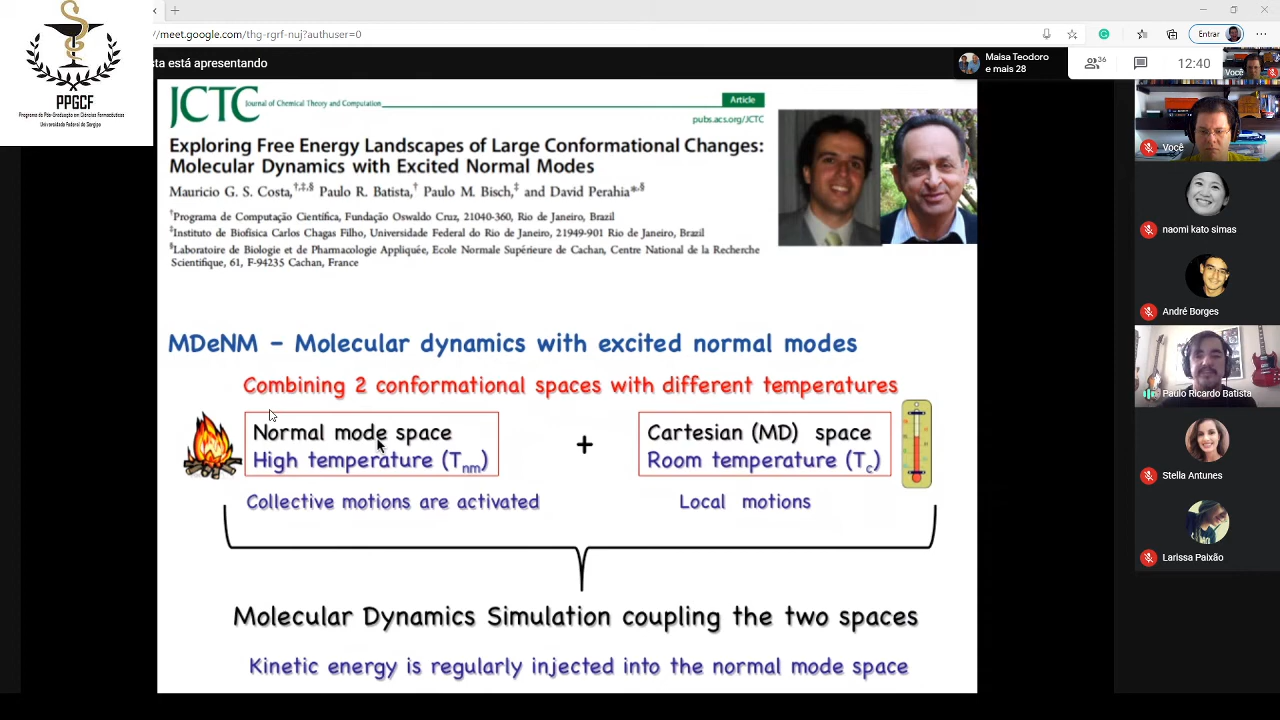 PPGCF
Programa de Pós-Graduação em Ciências Farmacêuticas
Universidade Federal de Sergipe
//meet.google.com/thg-rgrf-nuj?authuser=0
Entrar
sta está apresentando
Maisa Teodoro
e mais 28
36
12:40
Você
JCTC Journal of Chemical Theory and Computation
Article
pubs.acs.org/JCTC
Exploring Free Energy Landscapes of Large Conformational Changes:
Molecular Dynamics with Excited Normal Modes
Mauricio G. S. Costa,†,‡,§ Paulo R. Batista,† Paulo M. Bisch,‡ and David Perahia*,§
†Programa de Computação Científica, Fundação Oswaldo Cruz, 21040-360, Rio de Janeiro, Brazil
‡Instituto de Biofísica Carlos Chagas Filho, Universidade Federal do Rio de Janeiro, 21949-901 Rio de Janeiro, Brazil
§Laboratoire de Biologie et de Pharmacologie Appliquée, Ecole Normale Supérieure de Cachan, Centre National de la Recherche
Scientifique, 61, F-94235 Cachan, France
MDeNM – Molecular dynamics with excited normal modes
Combining 2 conformational spaces with different temperatures
Normal mode space
High temperature (Tnm)
+
Cartesian (MD) space
Room temperature (Tc)
Collective motions are activated
Local motions
Molecular Dynamics Simulation coupling the two spaces
Kinetic energy is regularly injected into the normal mode space
Você
naomi kato simas
André Borges
Paulo Ricardo Batista
Stella Antunes
Larissa Paixão